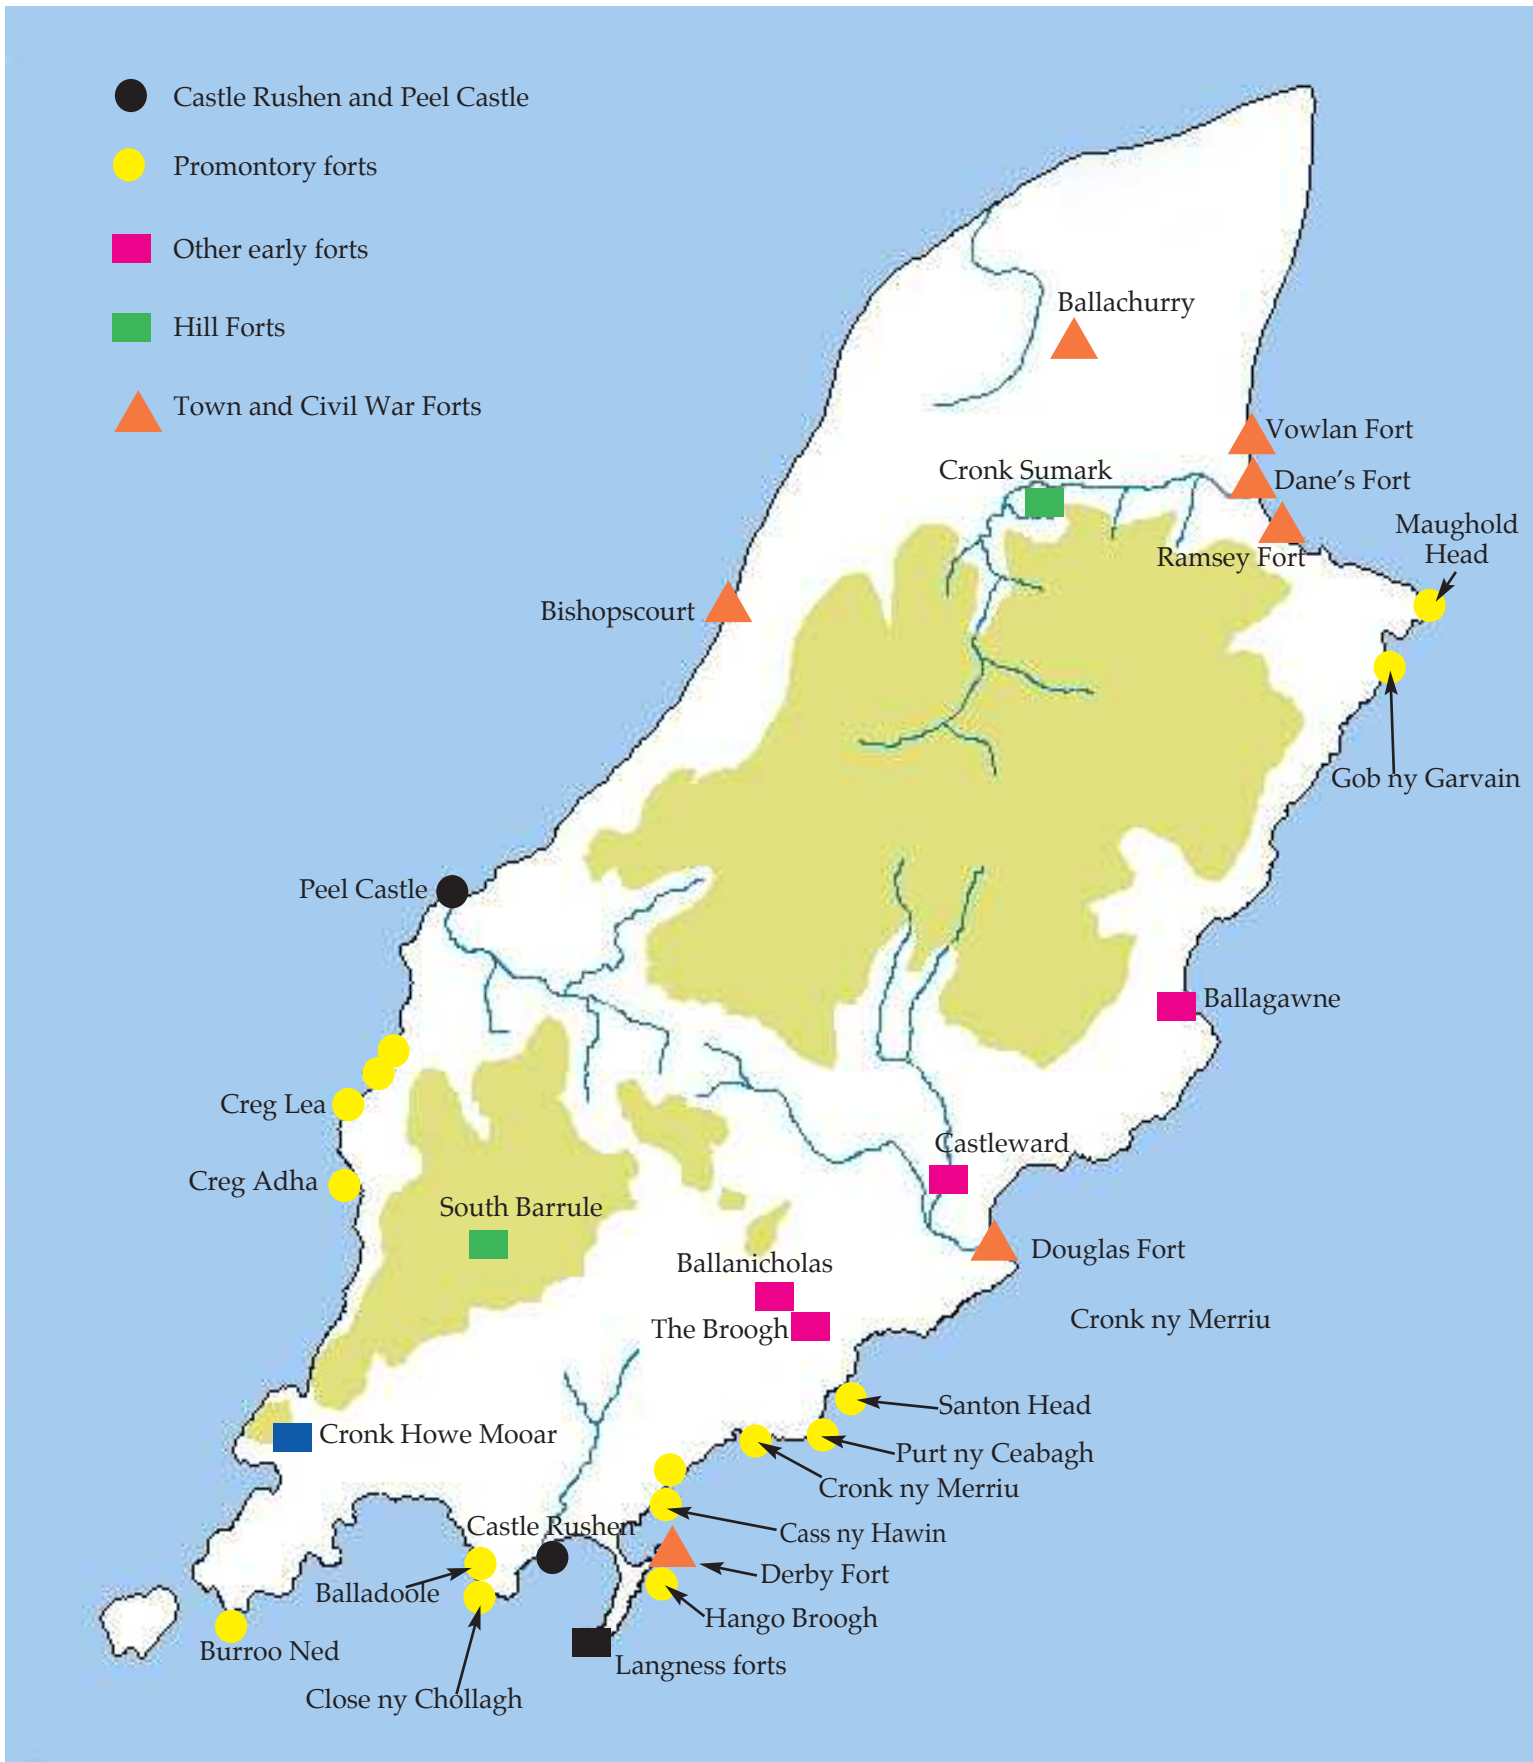 Castle Rushen and Peel Castle
Promontory forts
Other early forts
Hill Forts
Town and Civil War Forts
Ballachurry
Vowlan Fort
Cronk Sumark
Dane’s Fort
Maughold
Head
Ramsey Fort
Bishopscourt
Gob ny Garvain
Peel Castle
Ballagawne
Creg Lea
Castleward
Creg Adha
South Barrule
Douglas Fort
Ballanicholas
Cronk ny Merriu
The Broogh
Santon Head
Cronk Howe Mooar
Purt ny Ceabagh
Cronk ny Merriu
Castle Rushen
Cass ny Hawin
Derby Fort
Balladoole
Hango Broogh
Burroo Ned
Langness forts
Close ny Chollagh